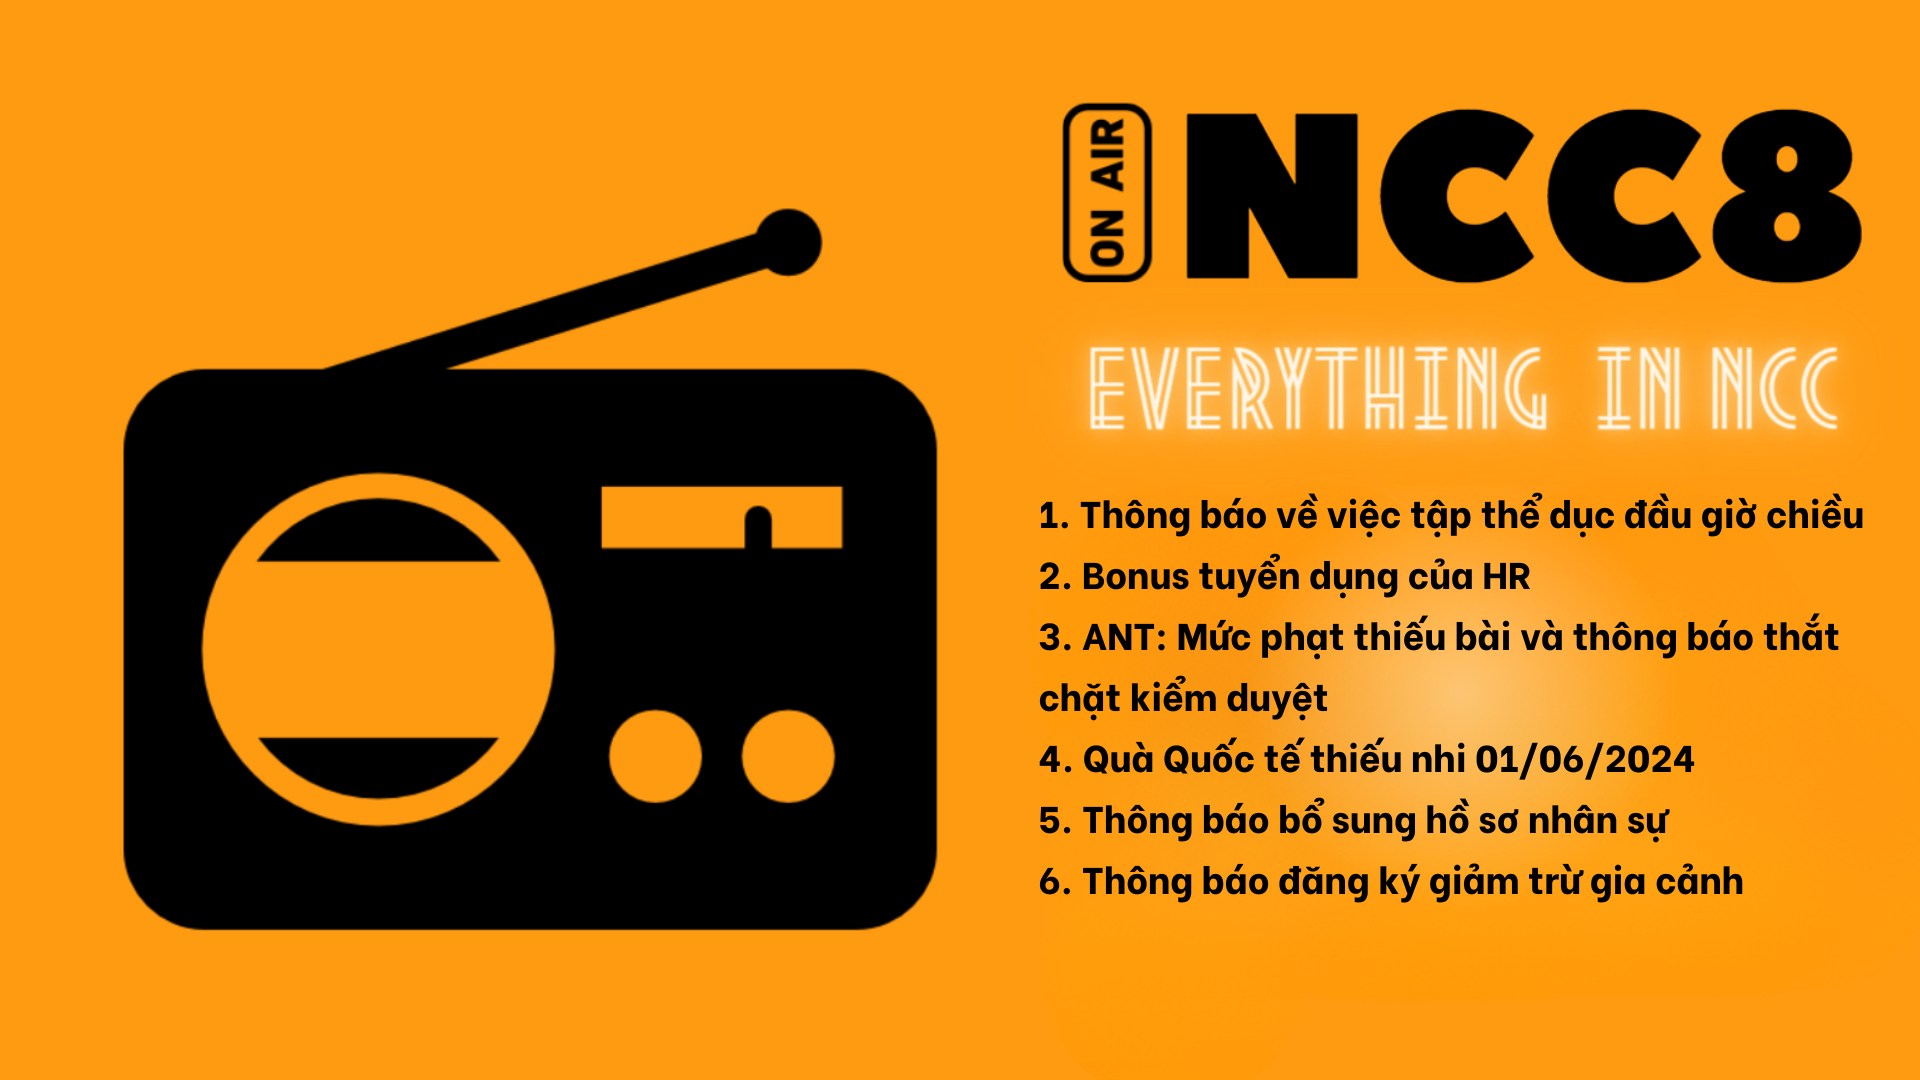 ON AIR
NCC8
EVERYTHING IN NCC
1. Thông báo về việc tập thể dục đầu giờ chiều
2. Bonus tuyển dụng của HR
3. ANT: Mức phạt thiếu bài và thông báo thắt
chặt kiểm duyệt
4. Quà Quốc tế thiếu nhi 01/06/2024
5. Thông báo bổ sung hồ sơ nhân sự
6. Thông báo đăng ký giảm trừ gia cảnh